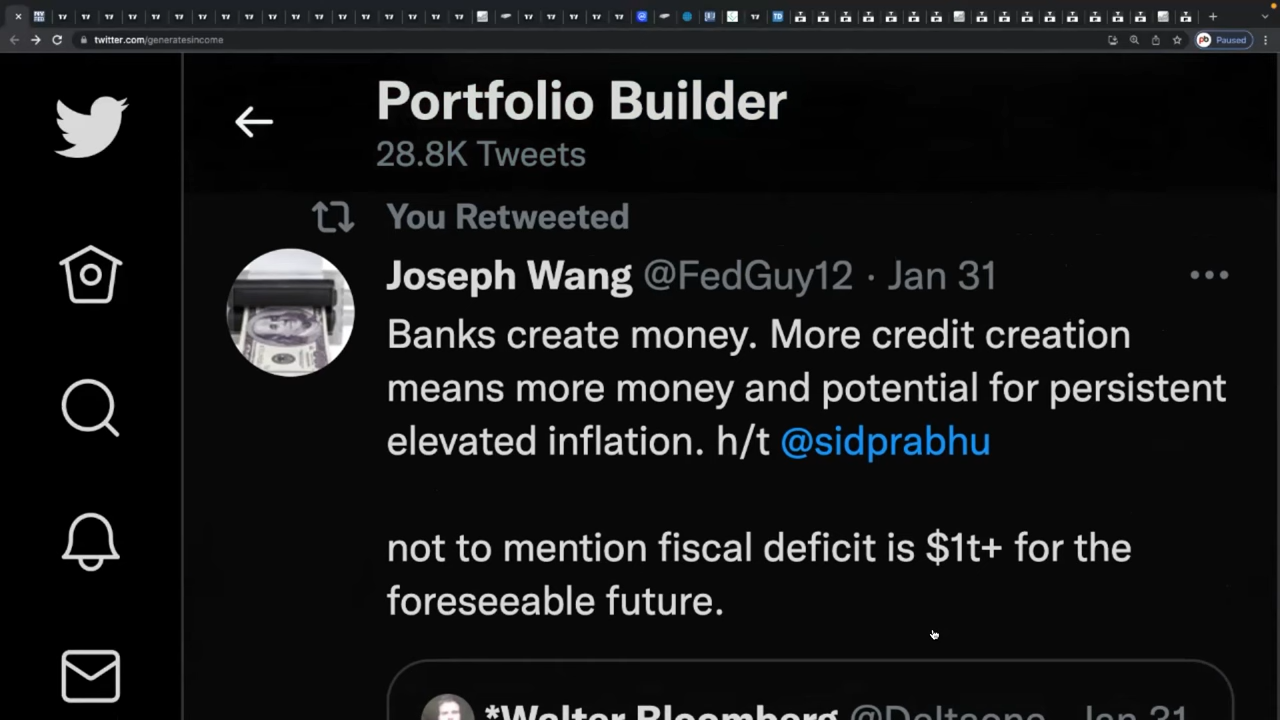 twitter.com/generatesincome
Paused
Portfolio Builder
28.8K Tweets
You Retweeted
Joseph Wang @FedGuy12 · Jan 31
Banks create money. More credit creation
means more money and potential for persistent
elevated inflation. h/t @sidprabhu
not to mention fiscal deficit is $1t+ for the
foreseeable future.
*Walter Bloomberg @Deltaone · Jan 31